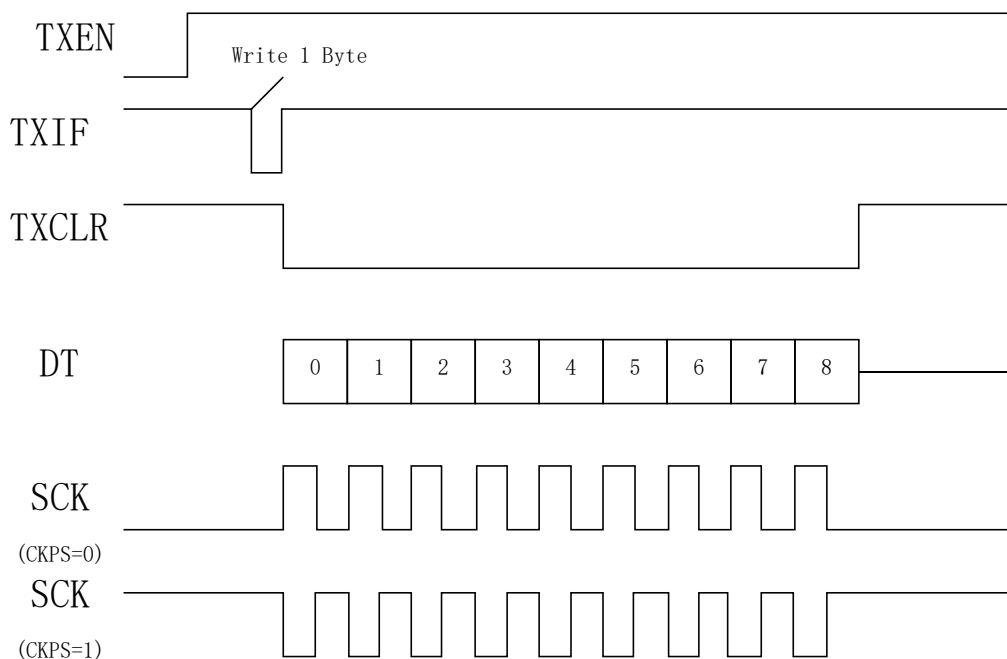 TXEN
Write 1 Byte
TXIF
TXCLR
DT 0 1 2 3 4 5 6 7 8
SCK
(CKPS=0)
SCK
(CKPS=1)